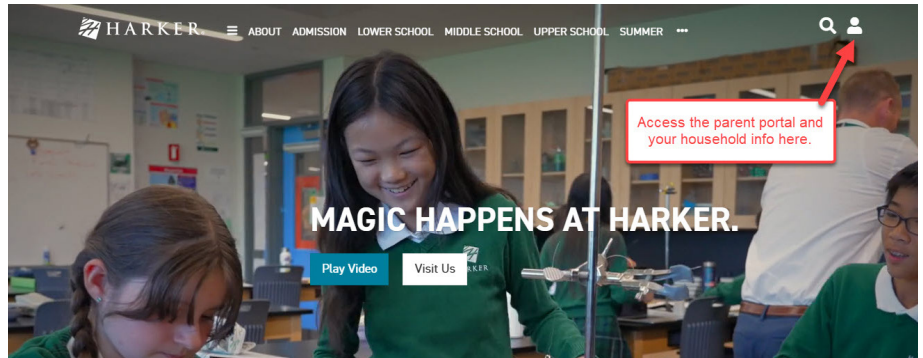 HARKER.
ABOUT ADMISSION LOWER SCHOOL MIDDLE SCHOOL UPPER SCHOOL SUMMER •••
Access the parent portal and
your household info here.
MAGIC HAPPENS AT HARKER.
Play Video Visit Us